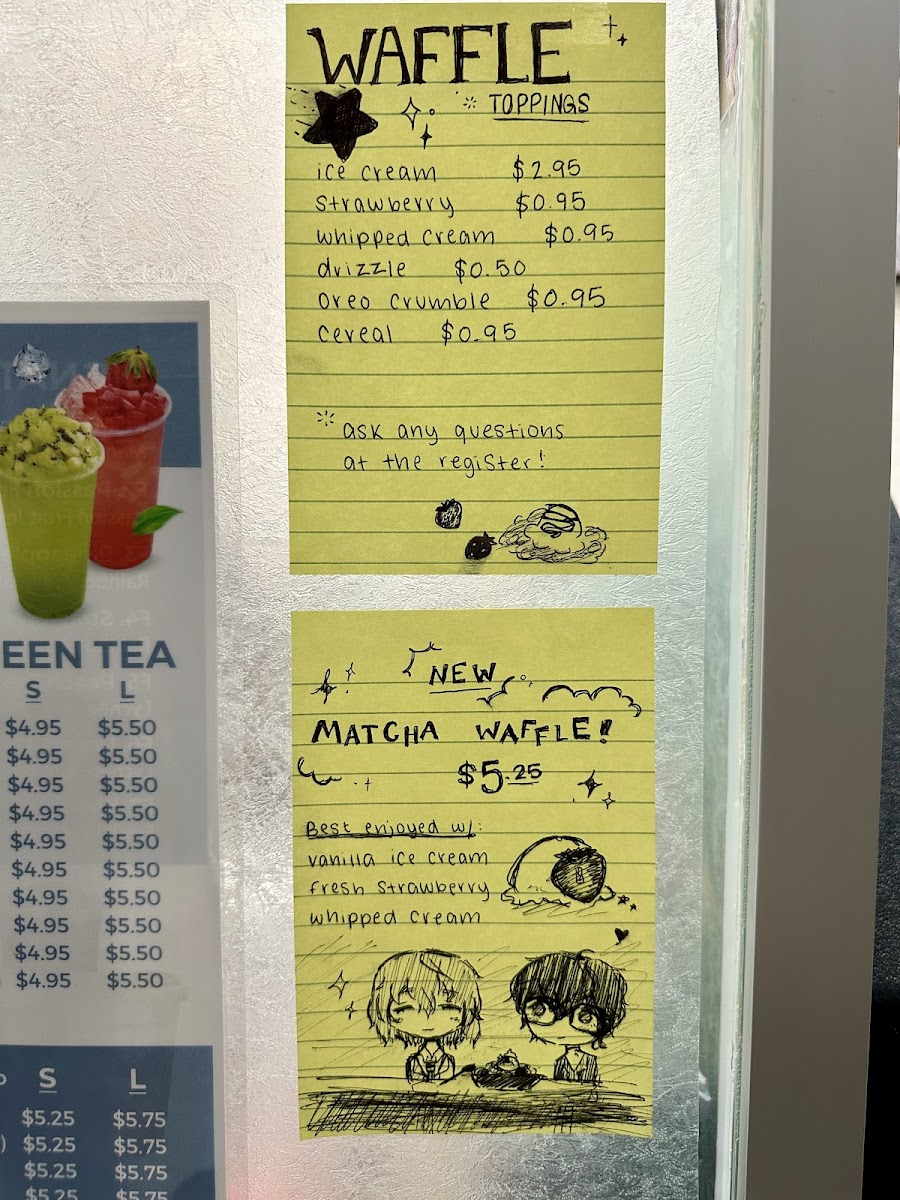 WAFFLE
TOPPINGS
ice cream $2.95
strawberry $0.95
whipped cream $0.95
drizzle $0.50
oreo crumble $0.95
cereal $0.95
ask any questions
at the register!
NEW
MATCHA WAFFLE!
$5.25
Best enjoyed w/:
vanilla ice cream
fresh strawberry
whipped cream
EEN TEA
S L
$4.95 $5.50
$4.95 $5.50
$4.95 $5.50
$4.95 $5.50
$4.95 $5.50
$4.95 $5.50
$4.95 $5.50
$4.95 $5.50
$4.95 $5.50
$4.95 $5.50
S L
$5.25 $5.75
$5.25 $5.75
$5.25 $5.75
$5.25 $5.75